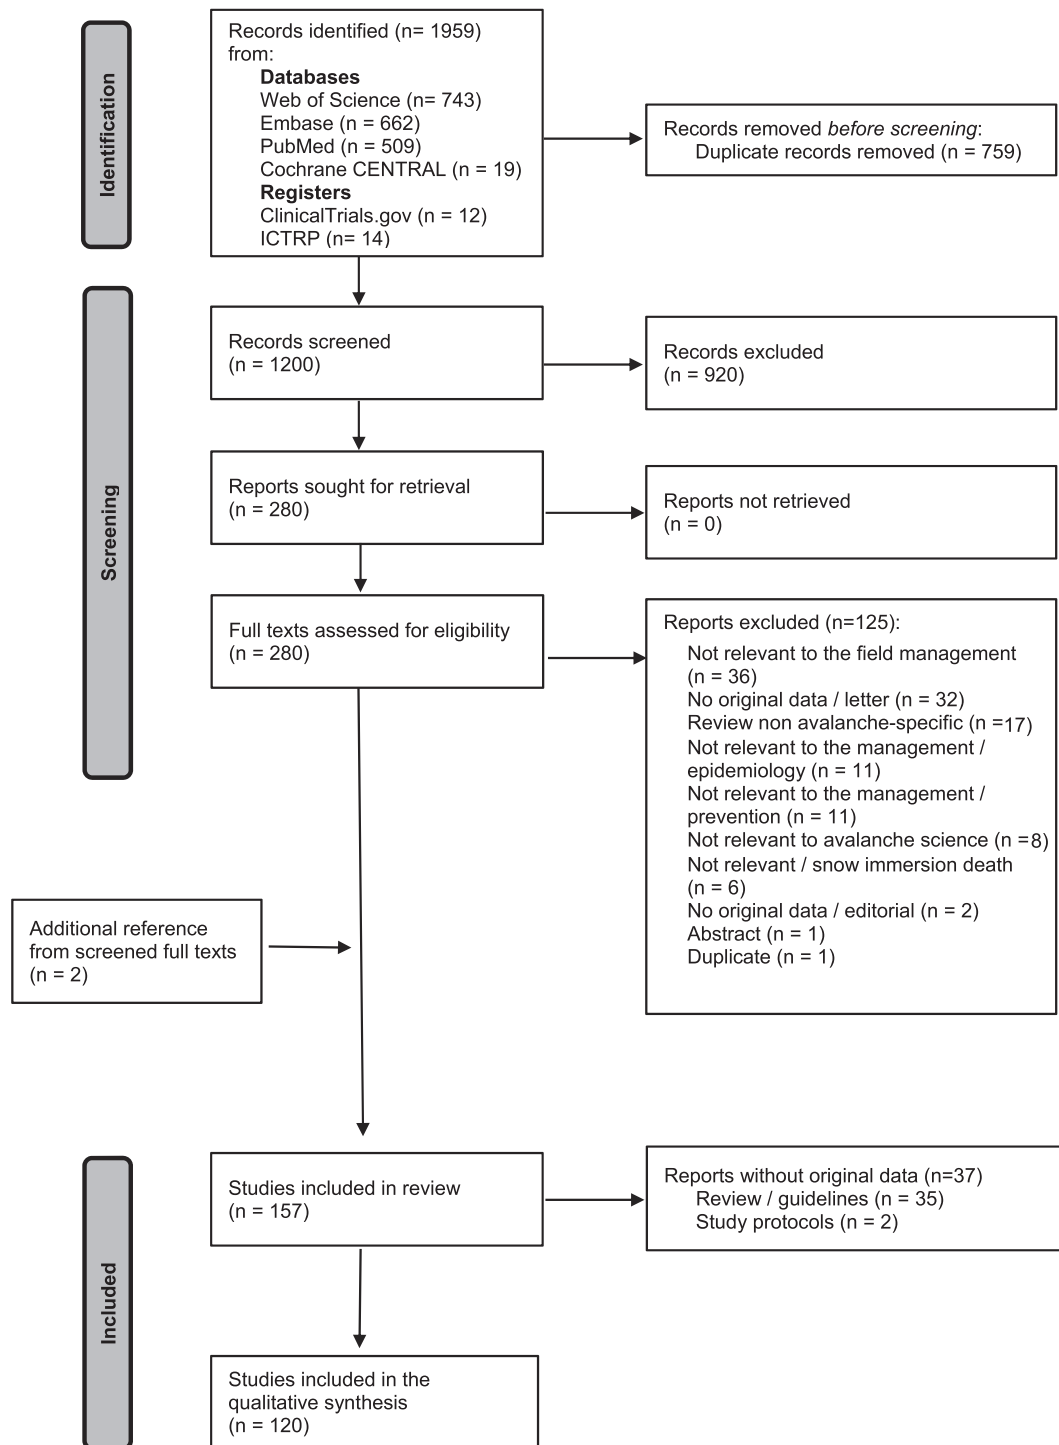 Identification
Records identified (n= 1959)
from:
Databases
Web of Science (n= 743)
Embase (n = 662)
PubMed (n = 509)
Cochrane CENTRAL (n = 19)
Registers
ClinicalTrials.gov (n = 12)
ICTRP (n= 14)
Records removed before screening:
Duplicate records removed (n = 759)
Screening
Records screened
(n = 1200)
Records excluded
(n = 920)
Reports sought for retrieval
(n = 280)
Reports not retrieved
(n = 0)
Full texts assessed for eligibility
(n = 280)
Reports excluded (n=125):
Not relevant to the field management
(n = 36)
No original data / letter (n = 32)
Review non avalanche-specific (n =17)
Not relevant to the management /
epidemiology (n = 11)
Not relevant to the management /
prevention (n = 11)
Not relevant to avalanche science (n =8)
Not relevant / snow immersion death
(n = 6)
No original data / editorial (n = 2)
Abstract (n = 1)
Duplicate (n = 1)
Additional reference
from screened full texts
(n = 2)
Included
Studies included in review
(n = 157)
Reports without original data (n=37)
Review / guidelines (n = 35)
Study protocols (n = 2)
Studies included in the
qualitative synthesis
(n = 120)